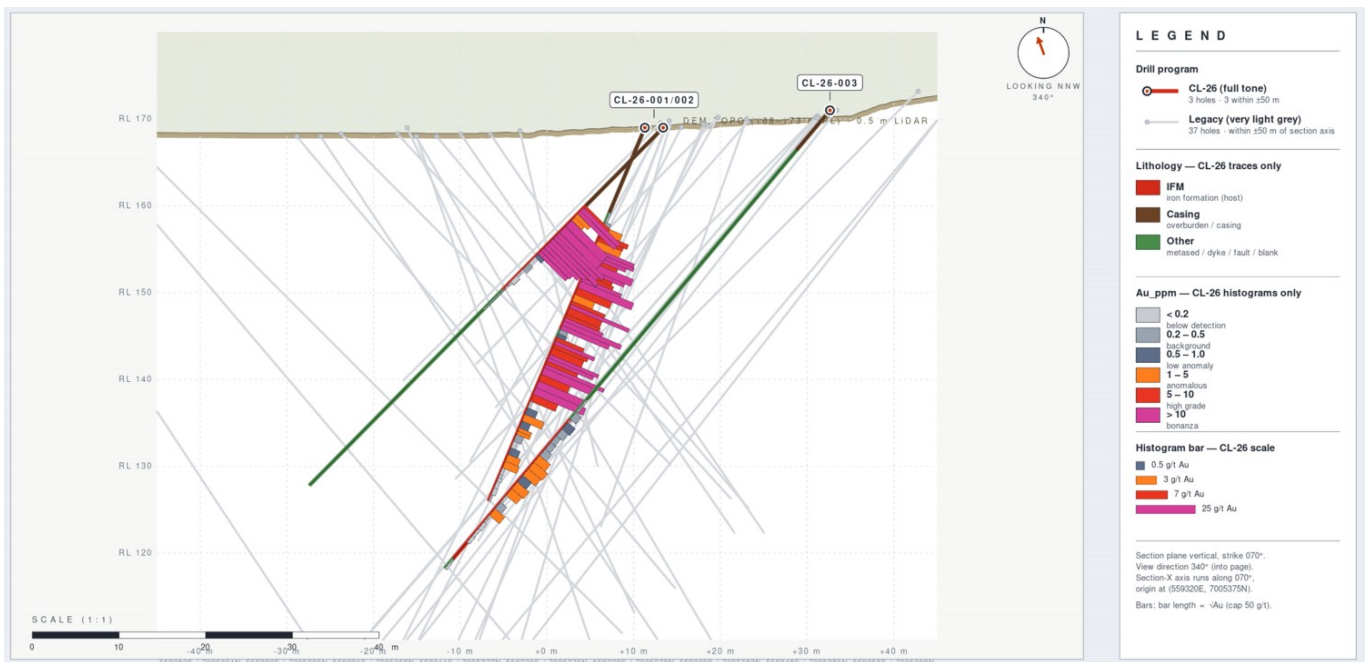 CL-26-001/002
CL-26-003
N
LOOKING NNW
340°
RL 170
RL 160
RL 150
RL 140
RL 130
RL 120
0.5 m LiDAR
SCALE (1:1)
0
10
20
30
40
m
-40 m
-30 m
-20 m
-10 m
+0 m
+10 m
+20 m
+30 m
+40 m
LEGEND
Drill program
CL-26 (full tone)
3 holes · 3 within ±50 m
Legacy (very light grey)
37 holes · within ±50 m of section axis
Lithology — CL-26 traces only
IFM
iron formation (host)
Casing
overburden / casing
Other
metased / dyke / fault / blank
Au_ppm — CL-26 histograms only
< 0.2
below detection
0.2 – 0.5
background
0.5 – 1.0
low anomaly
1 – 5
anomalous
5 – 10
high grade
> 10
bonanza
Histogram bar — CL-26 scale
0.5 g/t Au
3 g/t Au
7 g/t Au
25 g/t Au
Section plane vertical, strike 070°.
View direction 340° (into page).
Section-X axis runs along 070°,
origin at (559320E, 7005375N).
Bars: bar length = √Au (cap 50 g/t).